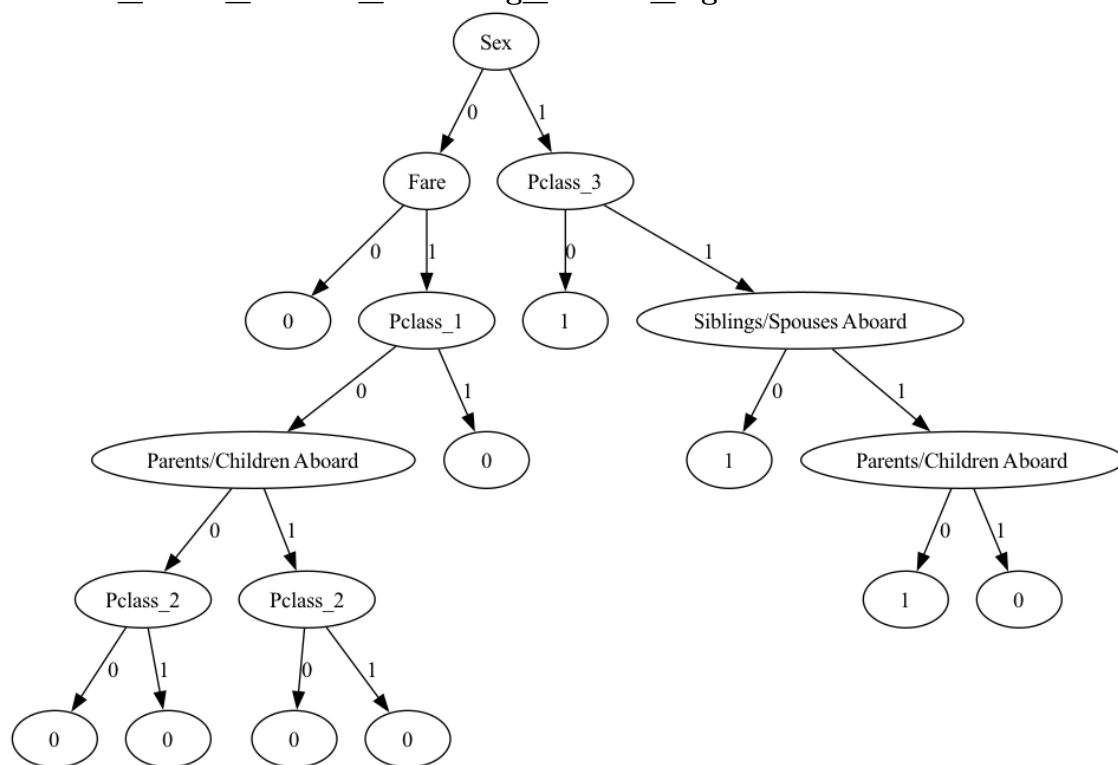 Sex
0 1
Fare Pclass_3
0 1 0 1
0 Pclass_1 1 Siblings/Spouses Aboard
0 1 0 1
Parents/Children Aboard 0 1 Parents/Children Aboard
0 1 0 1
Pclass_2 Pclass_2 1 0
0 1 0 1
0 0 0 0